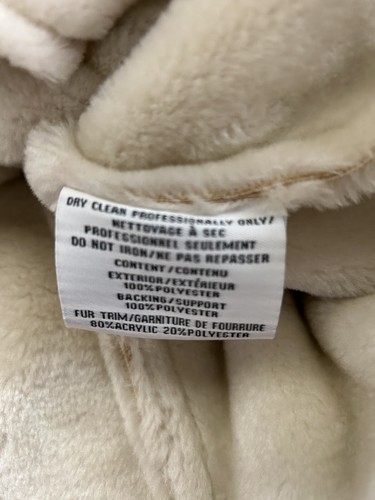 DRY CLEAN PROFESSIONALLY ONLY/
NETTOYAGE À SEC
PROFESSIONNEL SEULEMENT
DO NOT IRON/NE PAS REPASSER
CONTENT/CONTENU
EXTERIOR/EXTÉRIEUR
100%POLYESTER
BACKING/SUPPORT
100%POLYESTER
FUR TRIM/GARNITURE DE FOURRURE
80%ACRYLIC 20%POLYESTER